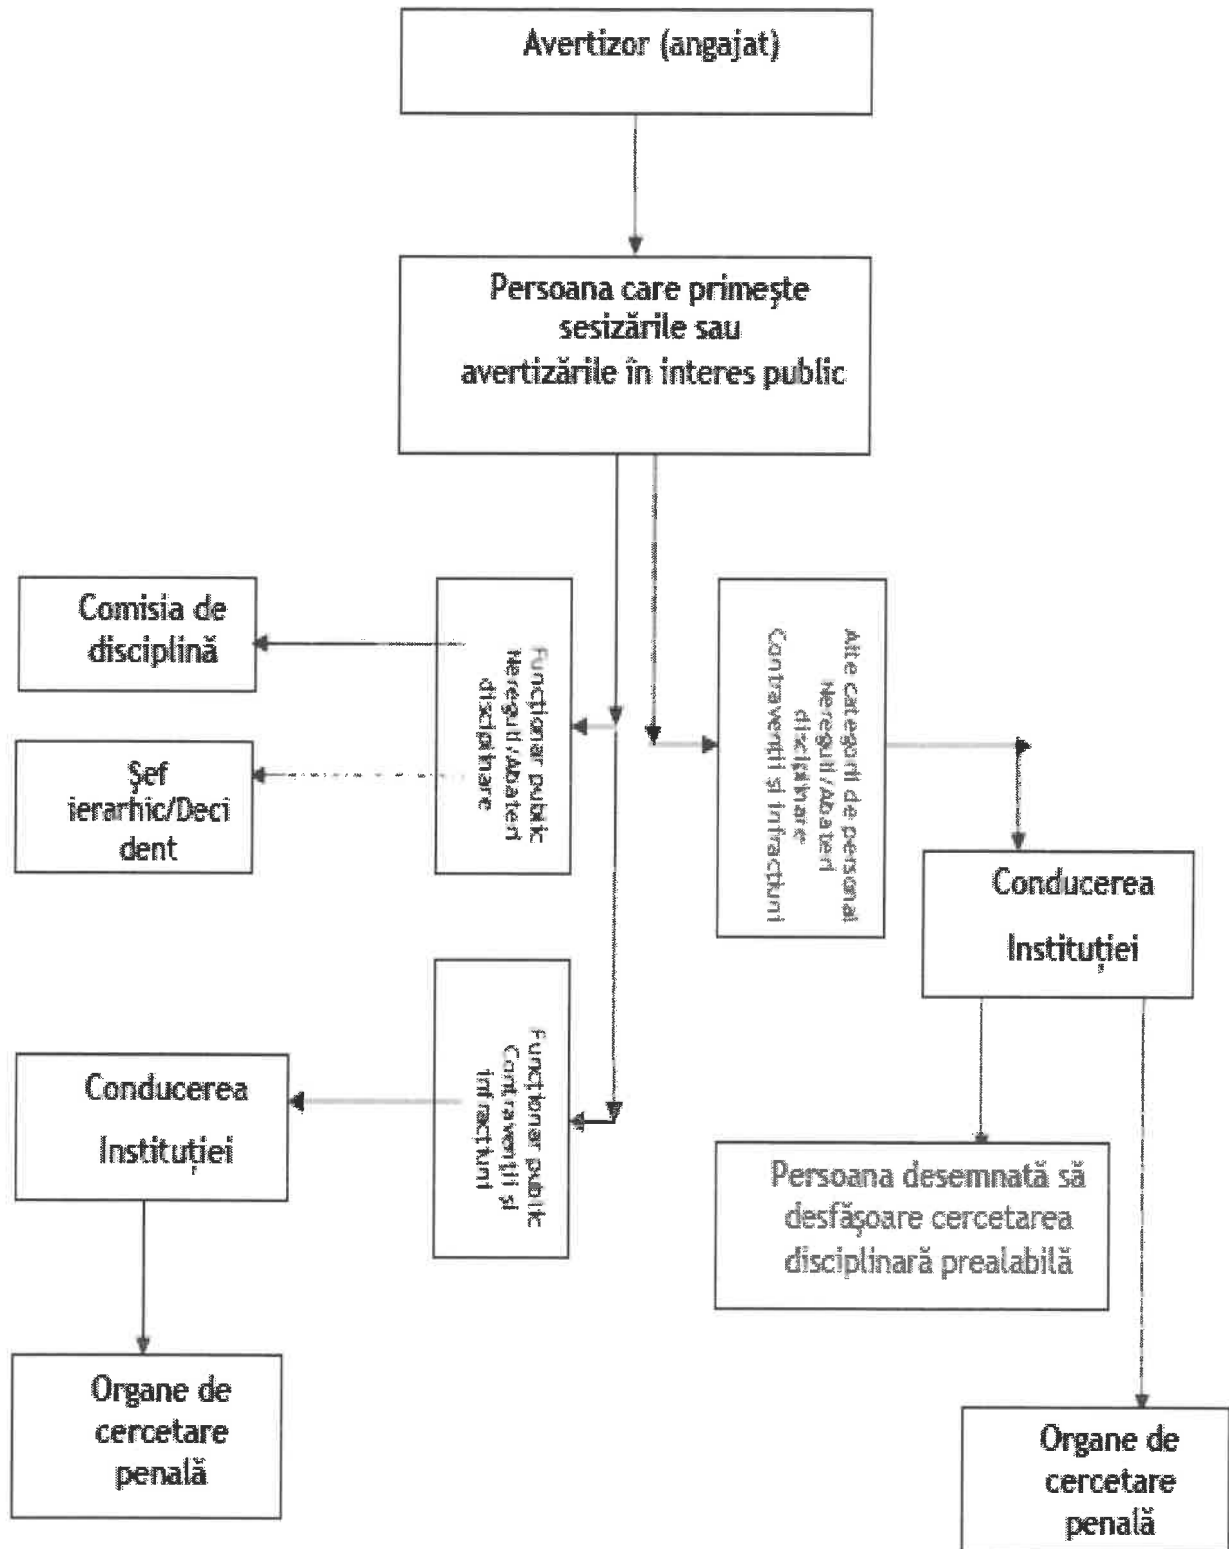 Avertizor (angajat)
Persoana care primește
sesizările sau
avertizările în interes public
Comisia de
disciplină
Șef
ierarhic/Deci
dent
Funcționar public
Nereguli/Abateri
disciplinare
Alte categorii de personal
Nereguli/Abateri
disciplinare
Contravenții și infracțiuni
Conducerea
Instituției
Funcționar public
Contravenții și
infracțiuni
Conducerea
Instituției
Persoana desemnată să
desfășoare cercetarea
disciplinară prealabilă
Organe de
cercetare
penală
Organe de
cercetare
penală